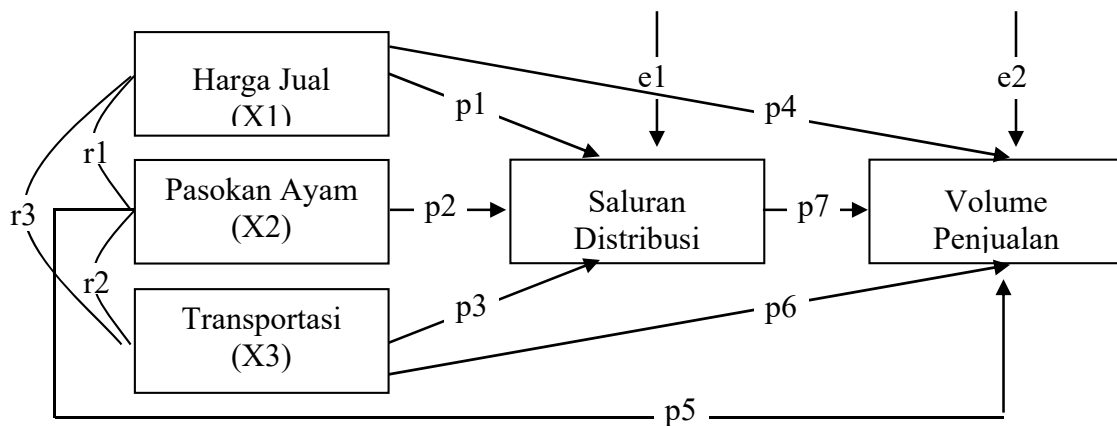 Harga Jual
(X1)
e1
e2
p1
p4
r1
Pasokan Ayam
(X2)
r3
p2
Saluran
Distribusi
p7
Volume
Penjualan
r2
Transportasi
(X3)
p3
p6
p5